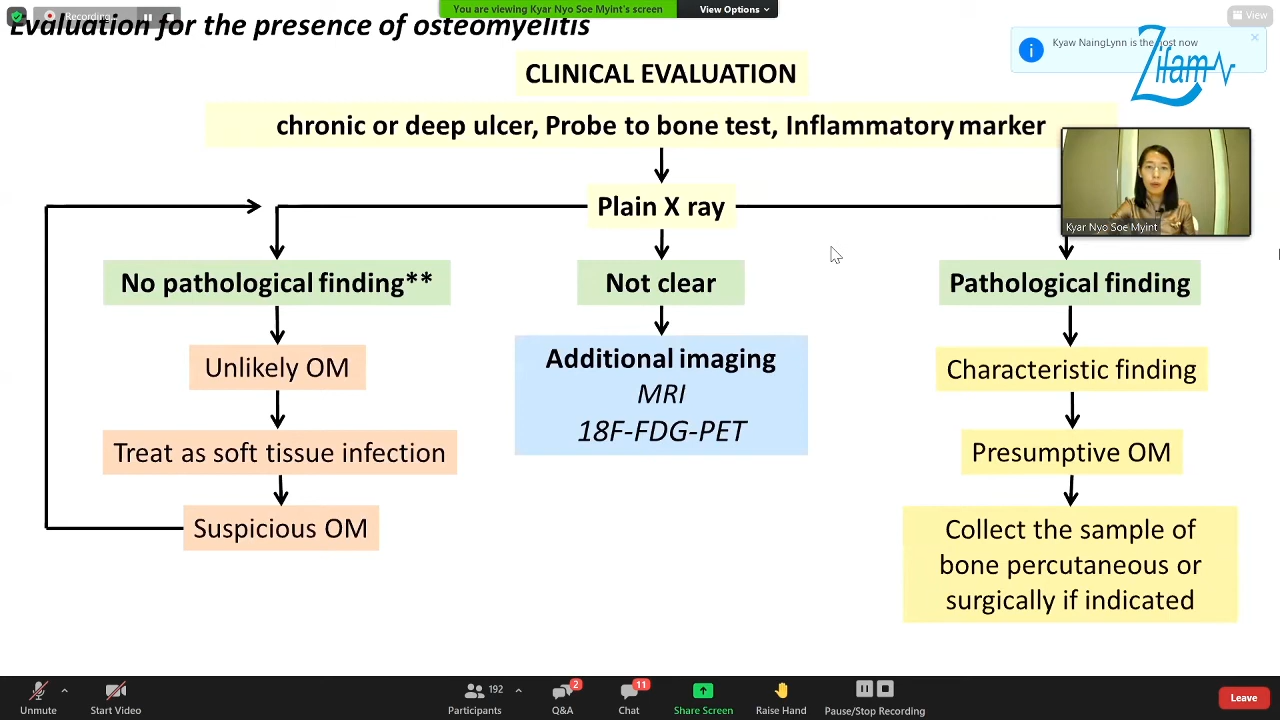 Recording
You are viewing Kyar Nyo Soe Myint's screen
View Options
View
Evaluation for the presence of osteomyelitis
Kyaw NaingLynn is the host now
Zifam
CLINICAL EVALUATION
chronic or deep ulcer, Probe to bone test, Inflammatory marker
Plain X ray
Kyar Nyo Soe Myint
No pathological finding**
Not clear
Pathological finding
Unlikely OM
Additional imaging
MRI
18F-FDG-PET
Characteristic finding
Treat as soft tissue infection
Presumptive OM
Suspicious OM
Collect the sample of
bone percutaneous or
surgically if indicated
Unmute
Start Video
192
Participants
2
Q&A
11
Chat
Share Screen
Raise Hand
Pause/Stop Recording
Leave